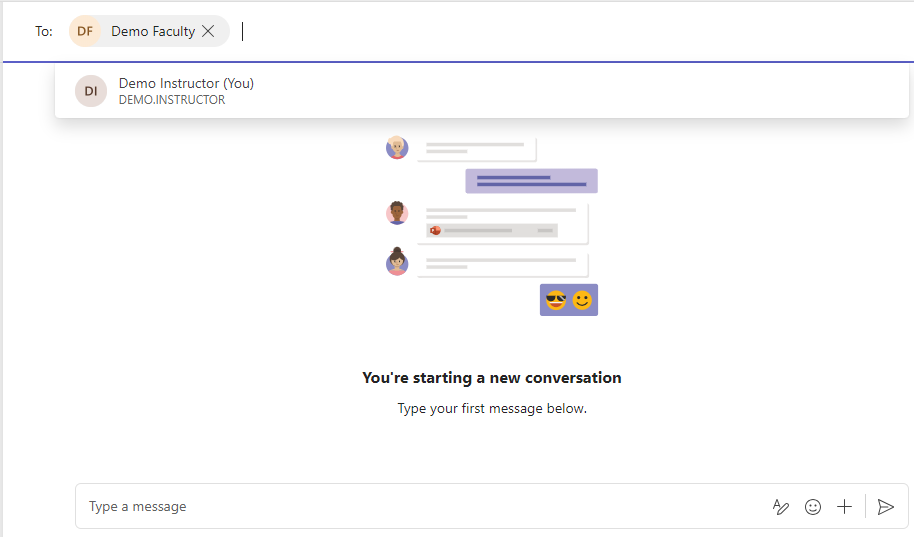 To: DF Demo Faculty
DI Demo Instructor (You)
DEMO.INSTRUCTOR
You're starting a new conversation
Type your first message below.
Type a message